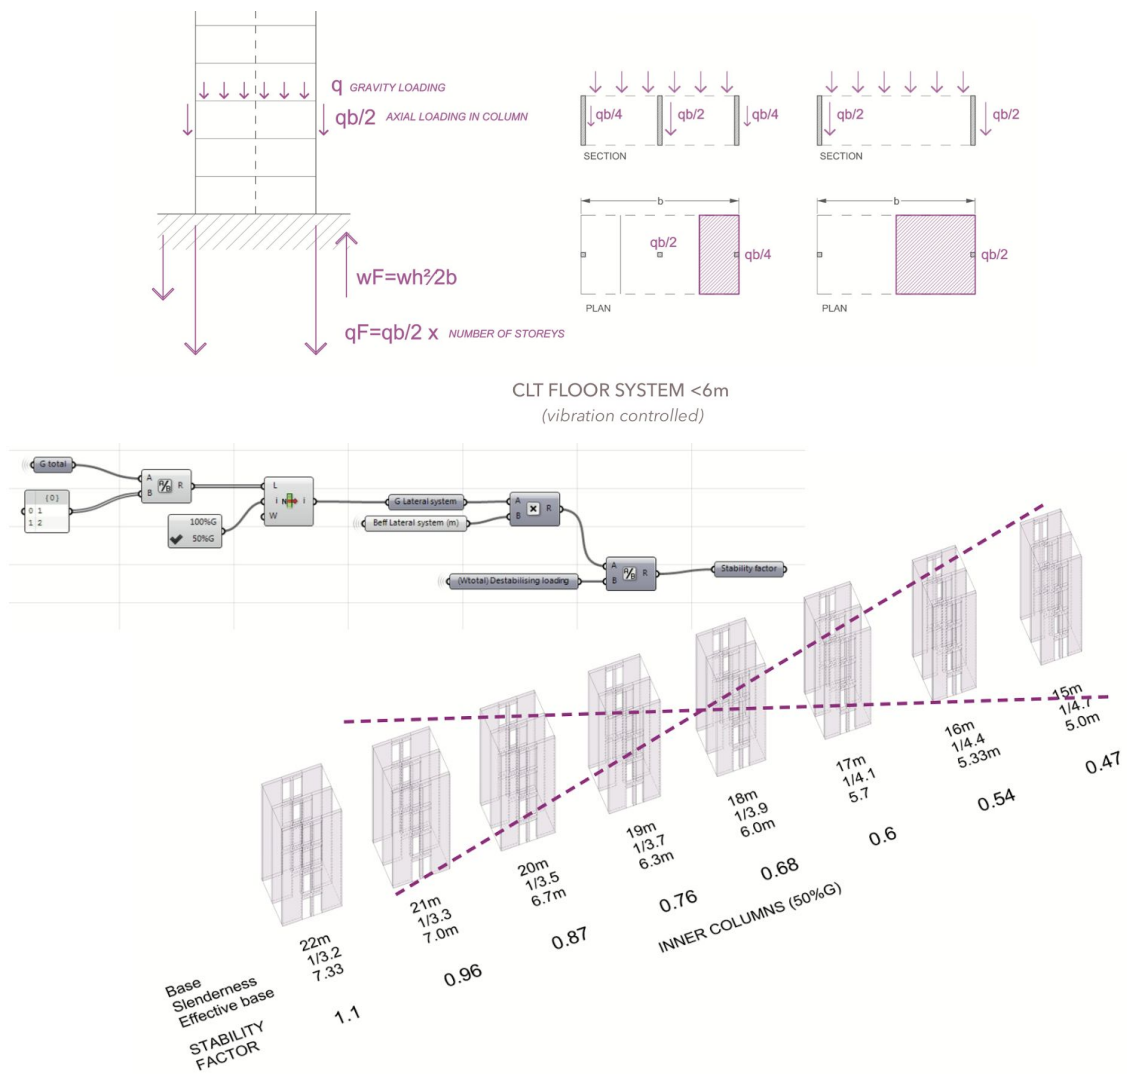 q GRAVITY LOADING
qb/2 AXIAL LOADING IN COLUMN
wF=wh²⁄2b
qF=qb/2 x NUMBER OF STOREYS
qb/4
qb/2
qb/4
SECTION
b
qb/2
qb/4
PLAN
qb/2
qb/2
SECTION
b
qb/2
PLAN
CLT FLOOR SYSTEM <6m
(vibration controlled)
G total
{0}
0 1
1 2
A
B
A/B
R
100%G
50%G
L
i
W
N
i
G Lateral system
Beff Lateral system (m)
A
B
×
R
(Wtotal) Destabilising loading
A
B
A/B
R
Stability factor
Base
Slenderness
Effective base
STABILITY
FACTOR
22m
1/3.2
7.33
1.1
21m
1/3.3
7.0m
0.96
20m
1/3.5
6.7m
0.87
19m
1/3.7
6.3m
0.76
18m
1/3.9
6.0m
0.68
17m
1/4.1
5.7
0.6
16m
1/4.4
5.33m
0.54
15m
1/4.7
5.0m
0.47
INNER COLUMNS (50%G)